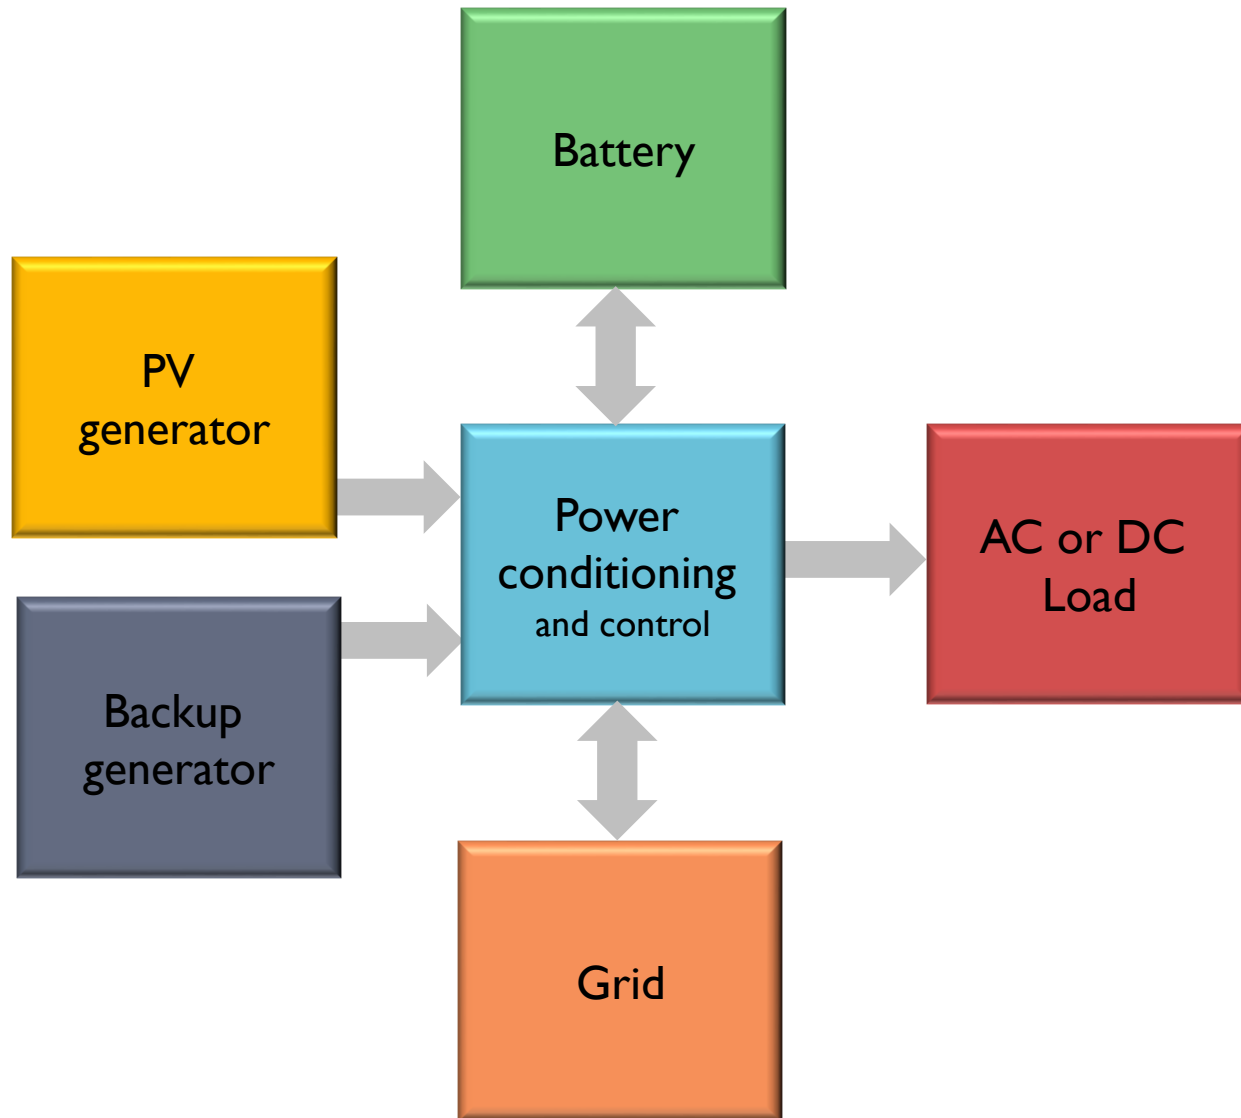 Battery
PV
generator
Power
conditioning
and control
AC or DC
Load
Backup
generator
Grid